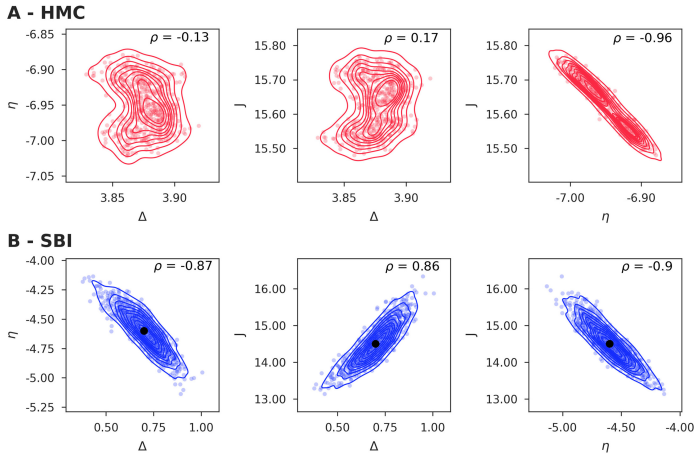 A - HMC
ρ = -0.13
ρ = 0.17
ρ = -0.96
-6.85
-6.90
-6.95
-7.00
-7.05
η
3.85
3.90
Δ
15.80
15.70
15.60
15.50
J
3.85
3.90
Δ
15.80
15.70
15.60
15.50
J
-7.00
-6.90
η
B - SBI
ρ = -0.87
ρ = 0.86
ρ = -0.9
-4.00
-4.25
-4.50
-4.75
-5.00
-5.25
η
0.50
0.75
1.00
Δ
16.00
15.00
14.00
13.00
J
0.50
0.75
1.00
Δ
16.00
15.00
14.00
13.00
J
-5.00
-4.50
-4.00
η